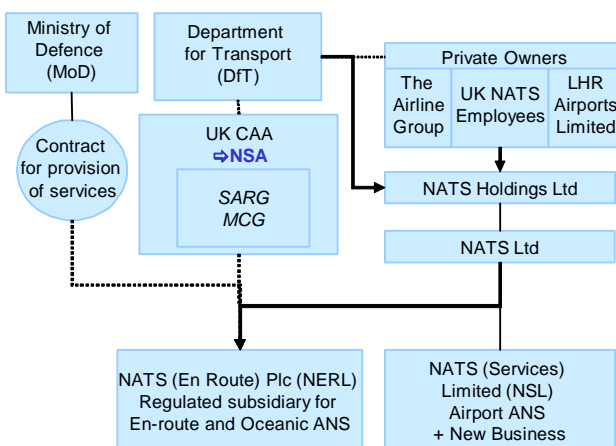 Ministry of
Defence
(MoD)
Department
for Transport
(DfT)
Private Owners
The
Airline
Group
UK NATS
Employees
LHR
Airports
Limited
Contract
for provision
of services
UK CAA
⇨NSA
SARG
MCG
NATS Holdings Ltd
NATS Ltd
NATS (En Route) Plc (NERL)
Regulated subsidiary for
En-route and Oceanic ANS
NATS (Services)
Limited (NSL)
Airport ANS
+ New Business